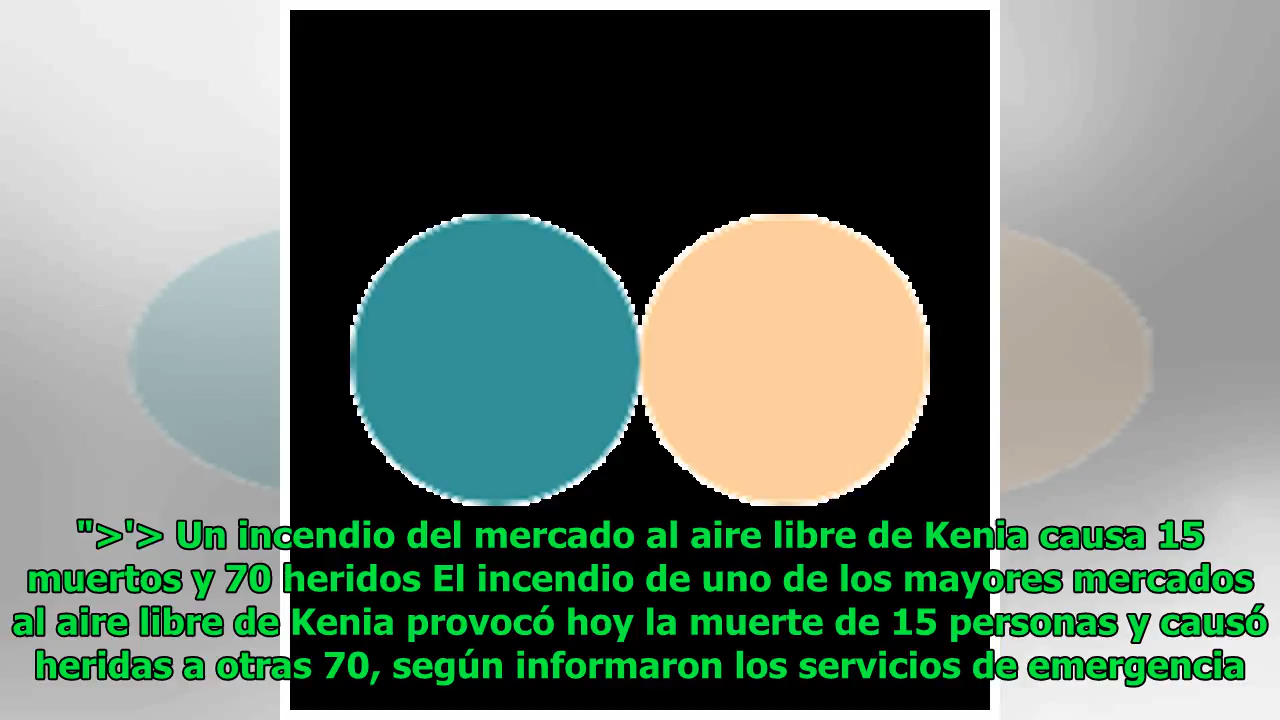 ">'> Un incendio del mercado al aire libre de Kenia causa 15
muertos y 70 heridos El incendio de uno de los mayores mercados
al aire libre de Kenia provocó hoy la muerte de 15 personas y causó
heridas a otras 70, según informaron los servicios de emergencia